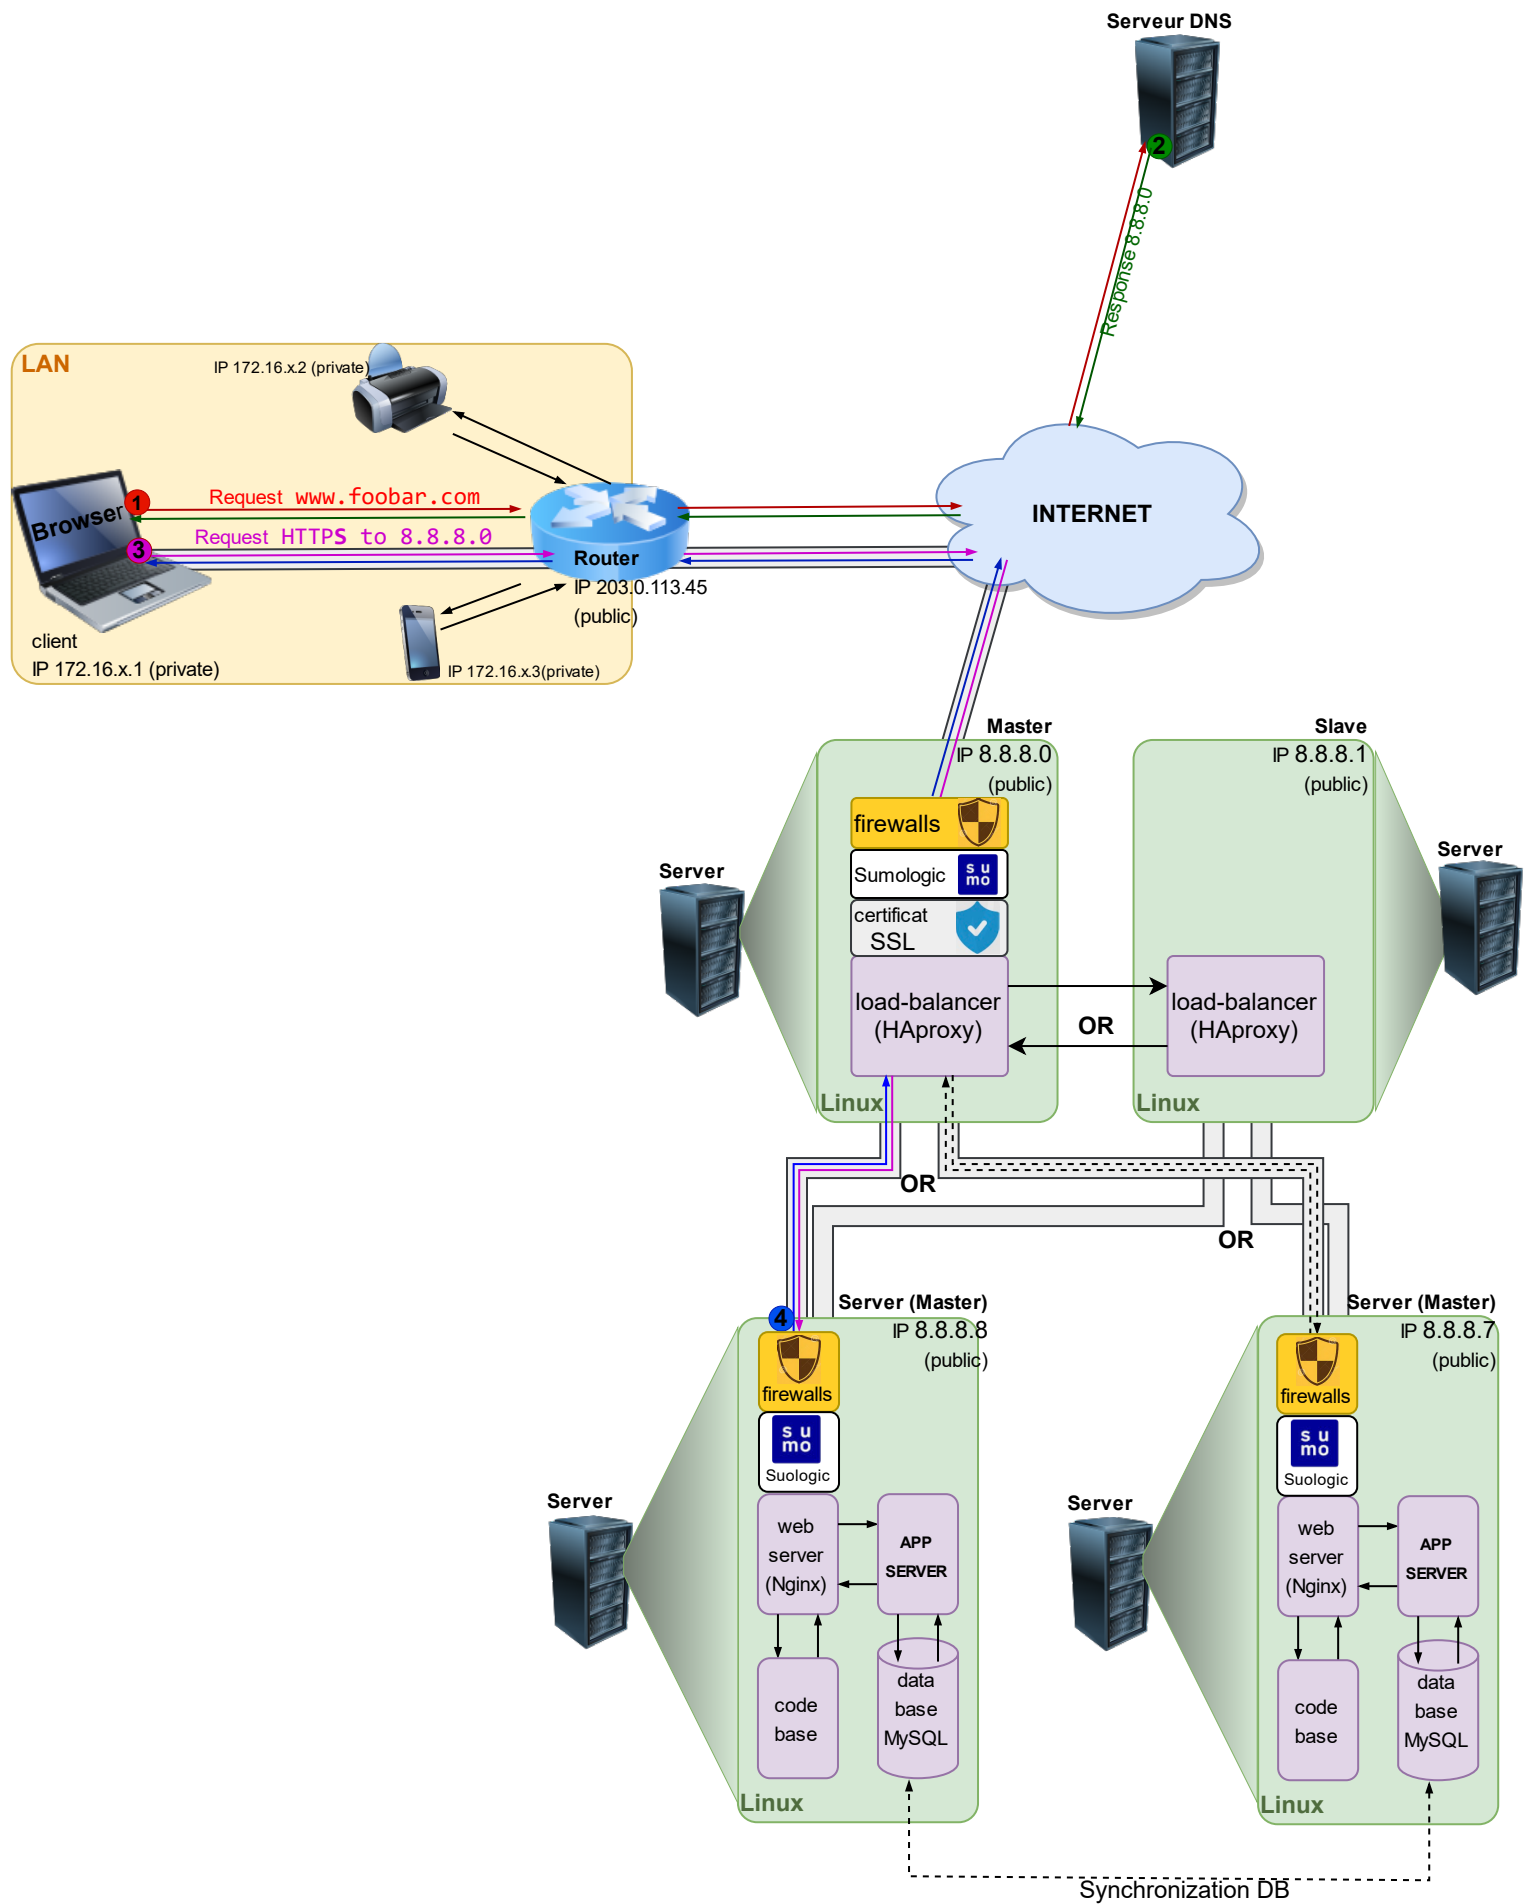 Serveur DNS
2
Response 8.8.8.0
LAN
IP 172.16.x.2 (private)
1
Request www.foobar.com
Browser
3
Request HTTPS to 8.8.8.0
INTERNET
Router
IP 203.0.113.45
(public)
client
IP 172.16.x.1 (private)
IP 172.16.x.3(private)
Master
IP 8.8.8.0
(public)
Slave
IP 8.8.8.1
(public)
Server
Server
firewalls
Sumologic
su
mo
certificat
SSL
load-balancer
(HAproxy)
OR
load-balancer
(HAproxy)
Linux
Linux
OR
OR
4
Server (Master)
IP 8.8.8.8
(public)
Server (Master)
IP 8.8.8.7
(public)
firewalls
su
mo
Suologic
Server
web
server
(Nginx)
APP
SERVER
code
base
data
base
MySQL
Linux
firewalls
su
mo
Suologic
Server
web
server
(Nginx)
APP
SERVER
code
base
data
base
MySQL
Linux
Synchronization DB